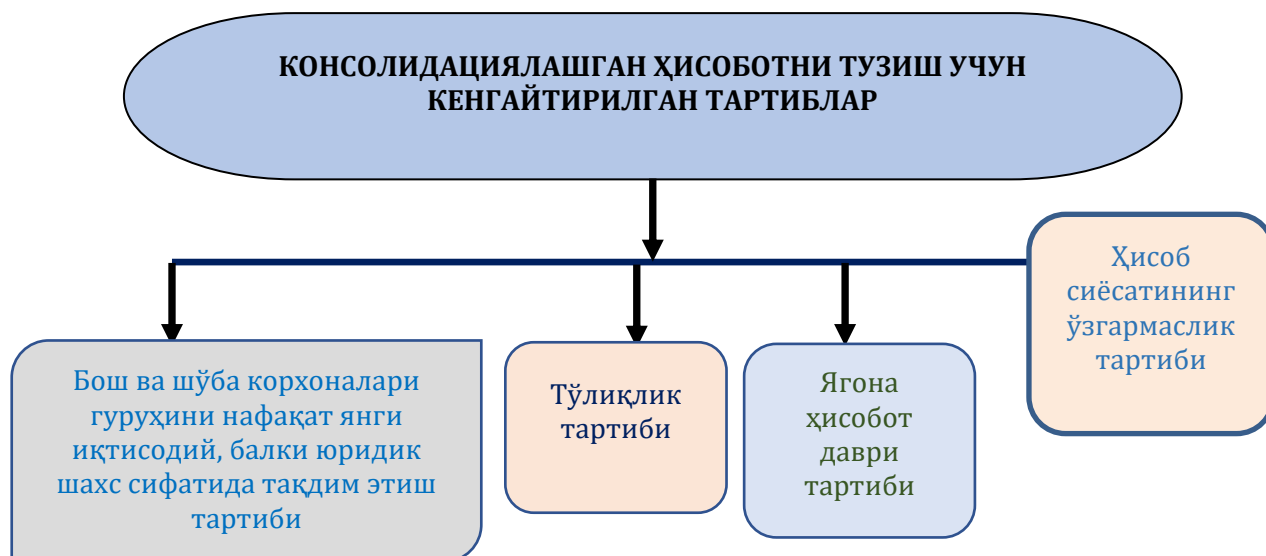 КОНСОЛИДАЦИЯЛАШГАН ҲИСОБОТНИ ТУЗИШ УЧУН
КЕНГАЙТИРИЛГАН ТАРТИБЛАР
Бош ва шўба корхоналари
гуруҳини нафақат янги
иқтисодий, балки юридик
шахс сифатида тақдим этиш
тартиби
Тўлиқлик
тартиби
Ягона
ҳисобот
даври
тартиби
Ҳисоб
сиёсатининг
ўзгармаслик
тартиби